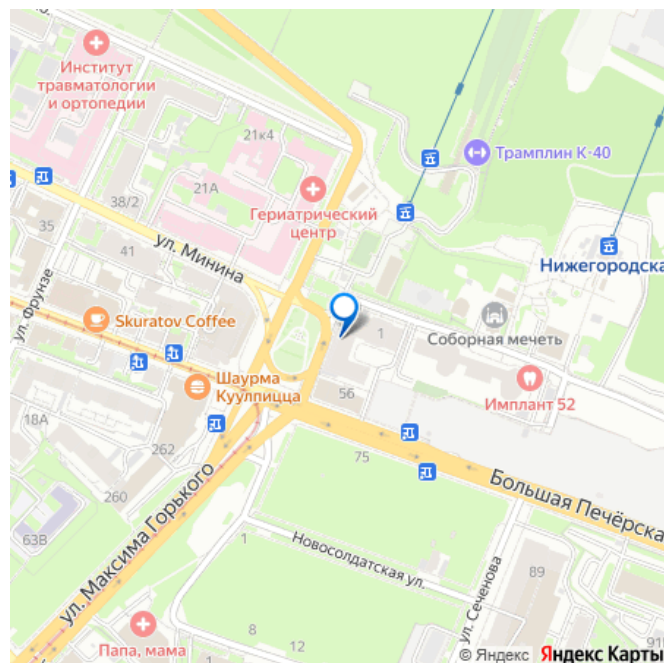 Институт
травматологии
и ортопедии
21к4
Трамплин К-40
21А
38/2
Гериатрический
центр
35
41
ул. Минина
Нижегородска
ул. Фрунзе
Skuratov Coffee
1
Соборная мечеть
Шаурма
Куулпицца
56
Имплант 52
18А
262
75
260
Большая Печёрска
ул. Максима Горького
63В
1
Новосолдатская ул.
ул. Сеченова
89
8
12
Папа, мама
91
© Яндекс Яндекс Карты